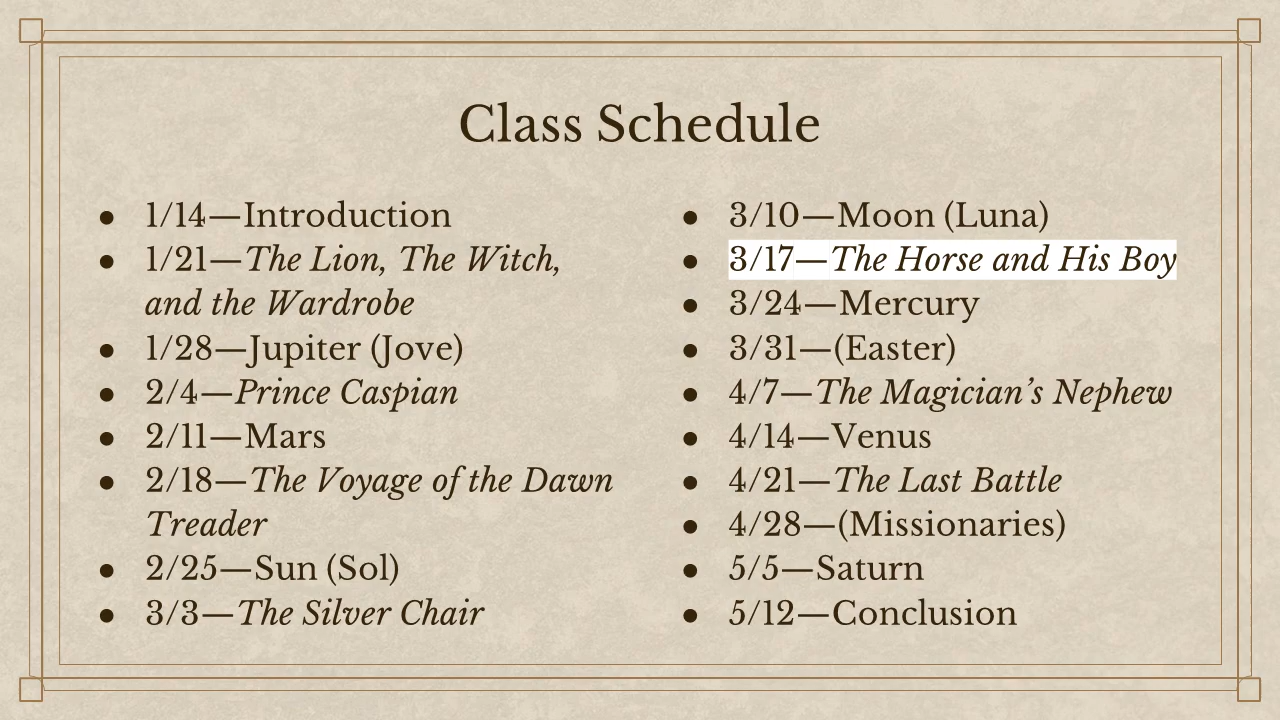 Class Schedule
● 1/14—Introduction
● 1/21—The Lion, The Witch,
and the Wardrobe
● 1/28—Jupiter (Jove)
● 2/4—Prince Caspian
● 2/11—Mars
● 2/18—The Voyage of the Dawn
Treader
● 2/25—Sun (Sol)
● 3/3—The Silver Chair
● 3/10—Moon (Luna)
● 3/17—The Horse and His Boy
● 3/24—Mercury
● 3/31—(Easter)
● 4/7—The Magician’s Nephew
● 4/14—Venus
● 4/21—The Last Battle
● 4/28—(Missionaries)
● 5/5—Saturn
● 5/12—Conclusion